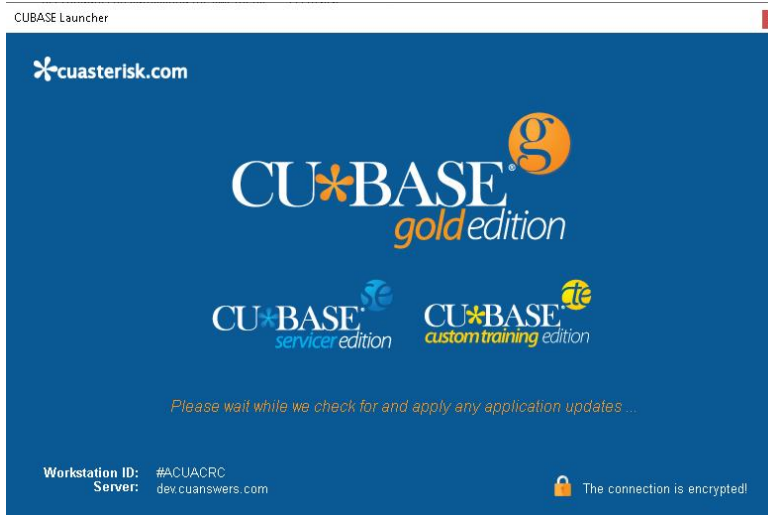 CUBASE Launcher
cuasterisk.com
CU*BASE® g
gold edition
CU*BASE® se
servicer edition
CU*BASE® cte
custom training edition
Please wait while we check for and apply any application updates ...
Workstation ID: #ACUACRC
Server: dev.cuanswers.com
The connection is encrypted!